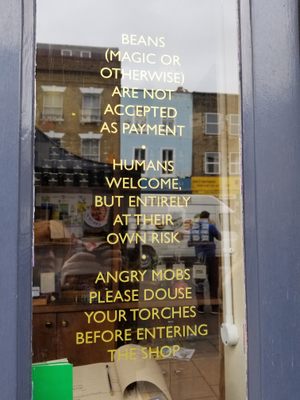 BEANS
(MAGIC OR
OTHERWISE)
ARE NOT
ACCEPTED
AS PAYMENT
HUMANS
WELCOME,
BUT ENTIRELY
AT THEIR
OWN RISK
ANGRY MOBS
PLEASE DOUSE
YOUR TORCHES
BEFORE ENTERING
THE SHOP